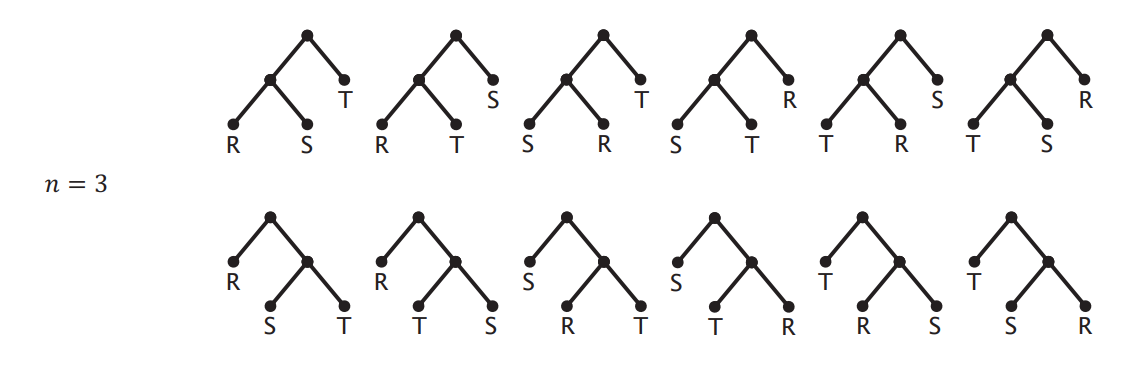 T S T R S R
R S R T S R S T T R T S
n = 3
R R S S T T
S T T S R T T R R S S R